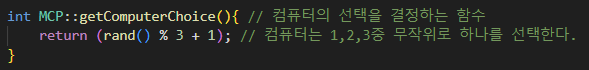 int MCP::getComputerChoice(){ // 컴퓨터의 선택을 결정하는 함수
    return (rand() % 3 + 1); // 컴퓨터는 1,2,3중 무작위로 하나를 선택한다.
}